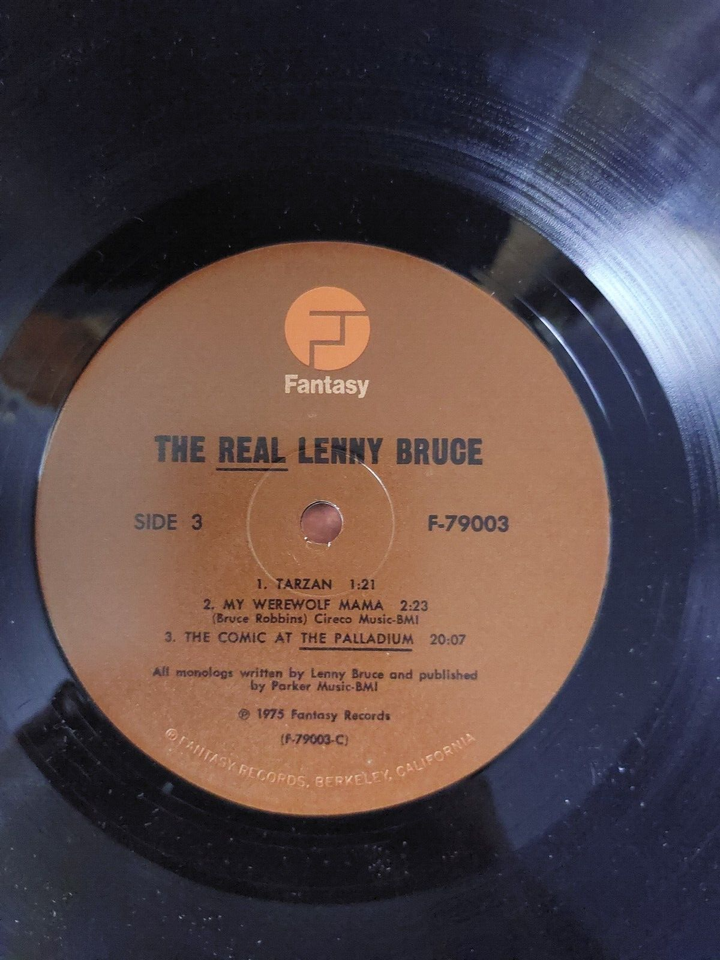 Fantasy
THE REAL LENNY BRUCE
SIDE 3
F-79003
1. TARZAN 1:21
2. MY WEREWOLF MAMA 2:23
(Bruce Robbins) Cireco Music-BMI
3. THE COMIC AT THE PALLADIUM 20:07
All monologs written by Lenny Bruce and published
by Parker Music-BMI
℗ 1975 Fantasy Records
(F-79003-C)
®FANTASY RECORDS, BERKELEY, CALIFORNIA